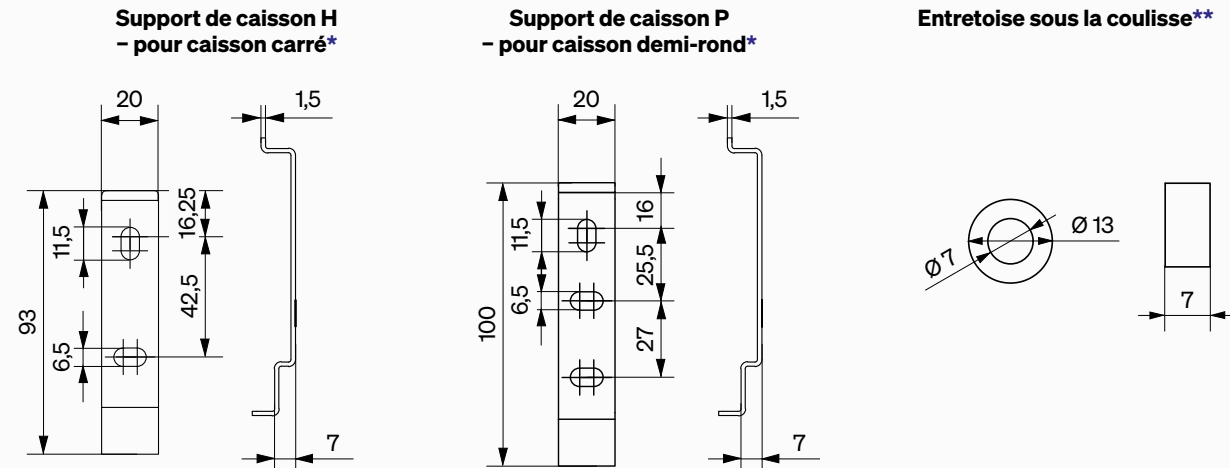 Support de caisson H
– pour caisson carré*
20
1,5
16,25
11,5
42,5
93
6,5
7
Support de caisson P
– pour caisson demi-rond*
20
1,5
16
11,5
25,5
6,5
100
27
7
Entretoise sous la coulisse**
Ø 7
Ø 13
7